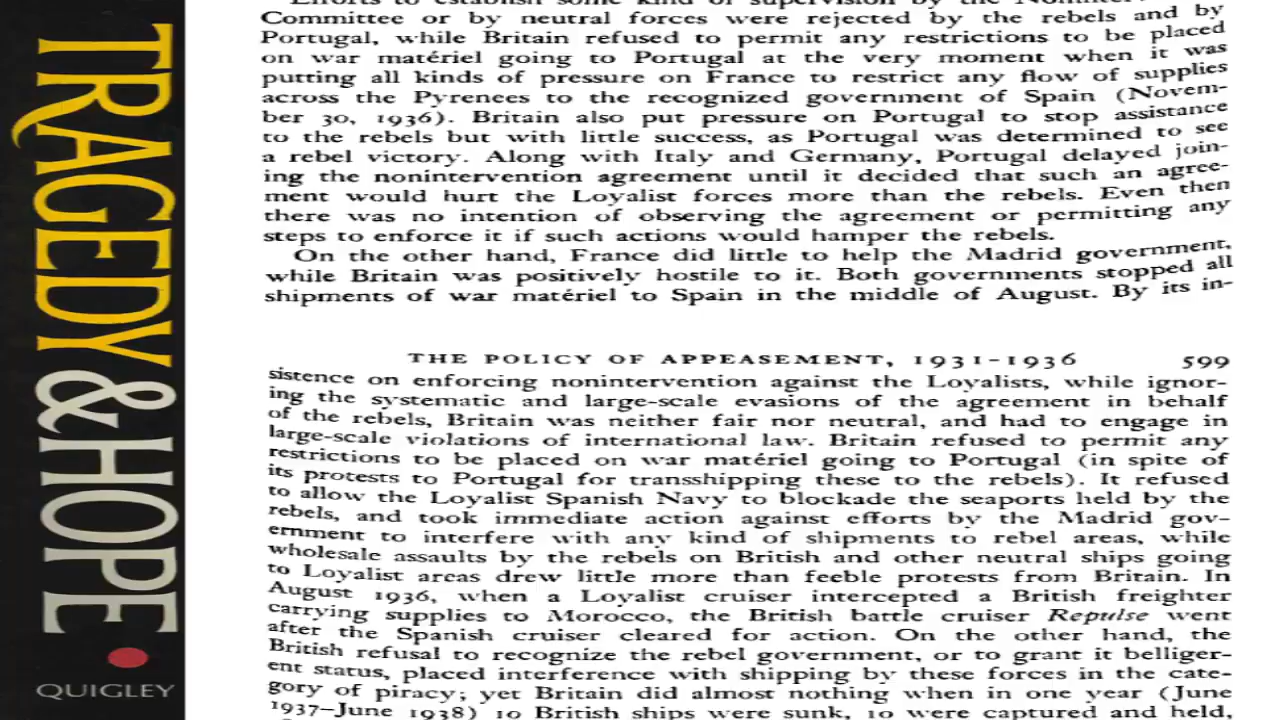 TRAGEDY & HOPE
QUIGLEY
Efforts to establish some kind of supervision by the Noninter-
Committee or by neutral forces were rejected by the rebels and by
Portugal, while Britain refused to permit any restrictions to be placed
on war matériel going to Portugal at the very moment when it was
putting all kinds of pressure on France to restrict any flow of supplies
across the Pyrenees to the recognized government of Spain (Novem-
ber 30, 1936). Britain also put pressure on Portugal to stop assistance
to the rebels but with little success, as Portugal was determined to see
a rebel victory. Along with Italy and Germany, Portugal delayed join-
ing the nonintervention agreement until it decided that such an agree-
ment would hurt the Loyalist forces more than the rebels. Even then
there was no intention of observing the agreement or permitting any
steps to enforce it if such actions would hamper the rebels.
On the other hand, France did little to help the Madrid government,
while Britain was positively hostile to it. Both governments stopped all
shipments of war matériel to Spain in the middle of August. By its in-
THE POLICY OF APPEASEMENT, 1931-1936 599
sistence on enforcing nonintervention against the Loyalists, while ignor-
ing the systematic and large-scale evasions of the agreement in behalf
of the rebels, Britain was neither fair nor neutral, and had to engage in
large-scale violations of international law. Britain refused to permit any
restrictions to be placed on war matériel going to Portugal (in spite of
its protests to Portugal for transshipping these to the rebels). It refused
to allow the Loyalist Spanish Navy to blockade the seaports held by the
rebels, and took immediate action against efforts by the Madrid gov-
ernment to interfere with any kind of shipments to rebel areas, while
wholesale assaults by the rebels on British and other neutral ships going
to Loyalist areas drew little more than feeble protests from Britain. In
August 1936, when a Loyalist cruiser intercepted a British freighter
carrying supplies to Morocco, the British battle cruiser Repulse went
after the Spanish cruiser cleared for action. On the other hand, the
British refusal to recognize the rebel government, or to grant it belliger-
ent status, placed interference with shipping by these forces in the cate-
gory of piracy; yet Britain did almost nothing when in one year (June
1937–June 1938) 10 British ships were sunk, 10 were captured and held,